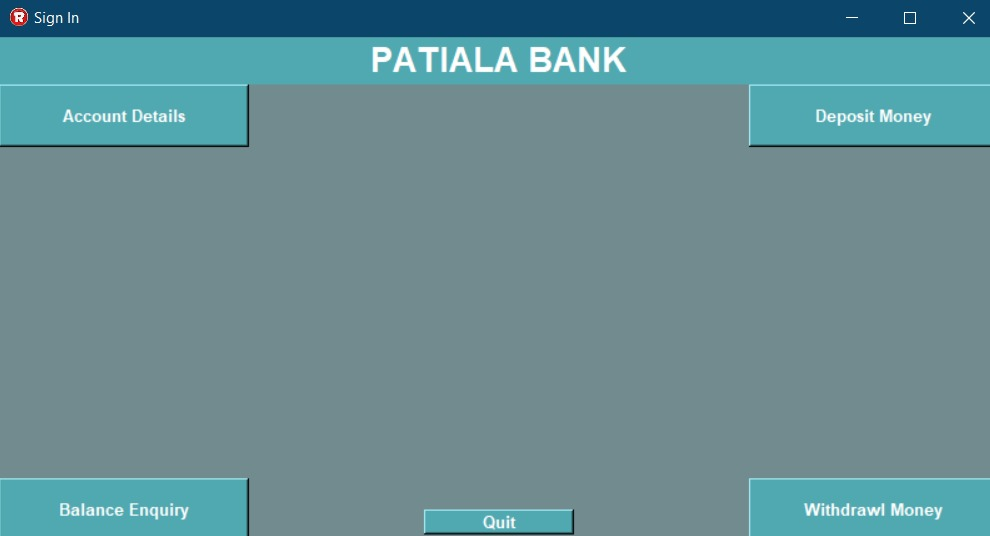 Sign In
PATIALA BANK
Account Details
Deposit Money
Balance Enquiry
Withdrawl Money
Quit